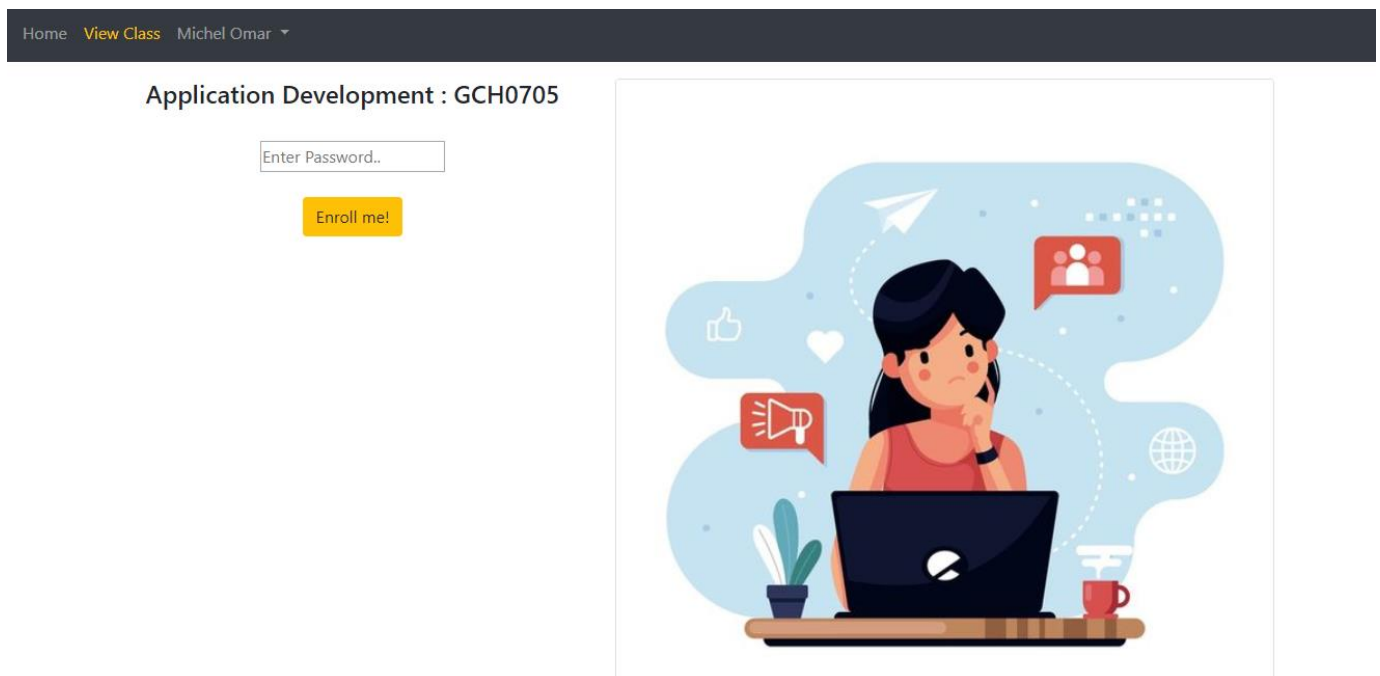 Home View Class Michel Omar
Application Development : GCH0705
Enter Password..
Enroll me!